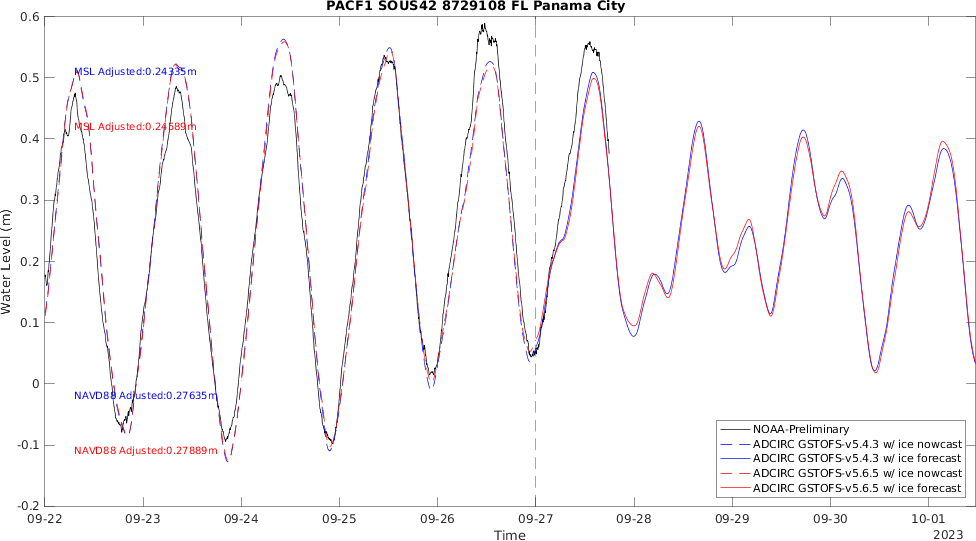 PACF1 SOUS42 8729108 FL Panama City
0.6
0.5
0.4
0.3
0.2
0.1
0
-0.1
-0.2
Water Level (m)
MSL Adjusted:0.24335m
MSL Adjusted:0.24589m
NAVD88 Adjusted:0.27635m
NAVD88 Adjusted:0.27889m
NOAA-Preliminary
ADCIRC GSTOFS-v5.4.3 w/ ice nowcast
ADCIRC GSTOFS-v5.4.3 w/ ice forecast
ADCIRC GSTOFS-v5.6.5 w/ ice nowcast
ADCIRC GSTOFS-v5.6.5 w/ ice forecast
09-22 09-23 09-24 09-25 09-26 09-27 09-28 09-29 09-30 10-01
Time
2023